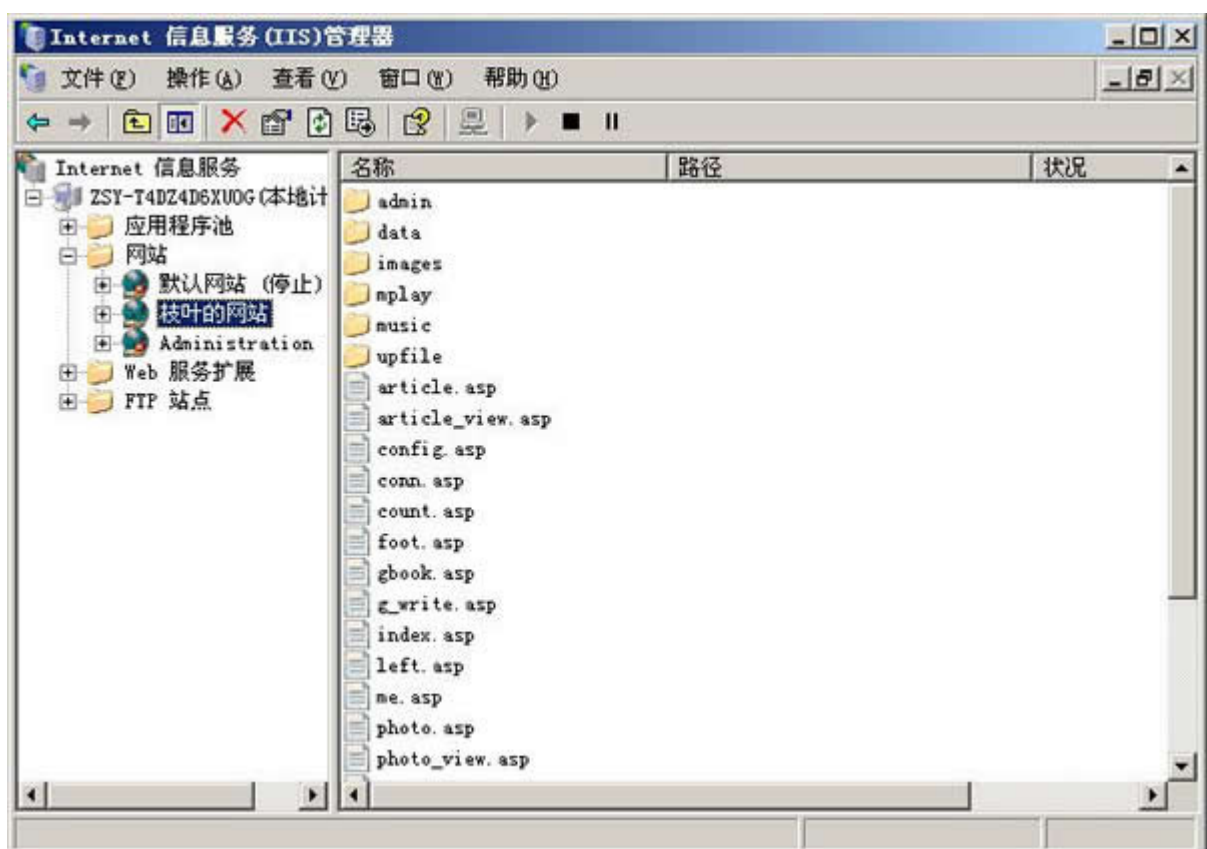 Internet 信息服务(IIS)管理器
文件(F) 操作(A) 查看(V) 窗口(W) 帮助(H)
Internet 信息服务
ZSY-T4DZ4D6XUOG(本地计
应用程序池
网站
默认网站 (停止)
枝叶的网站
Administration
Web 服务扩展
FTP 站点
名称 路径 状况
admin
data
images
mplay
music
upfile
article.asp
article_view.asp
config.asp
conn.asp
count.asp
foot.asp
gbook.asp
g_write.asp
index.asp
left.asp
me.asp
photo.asp
photo_view.asp